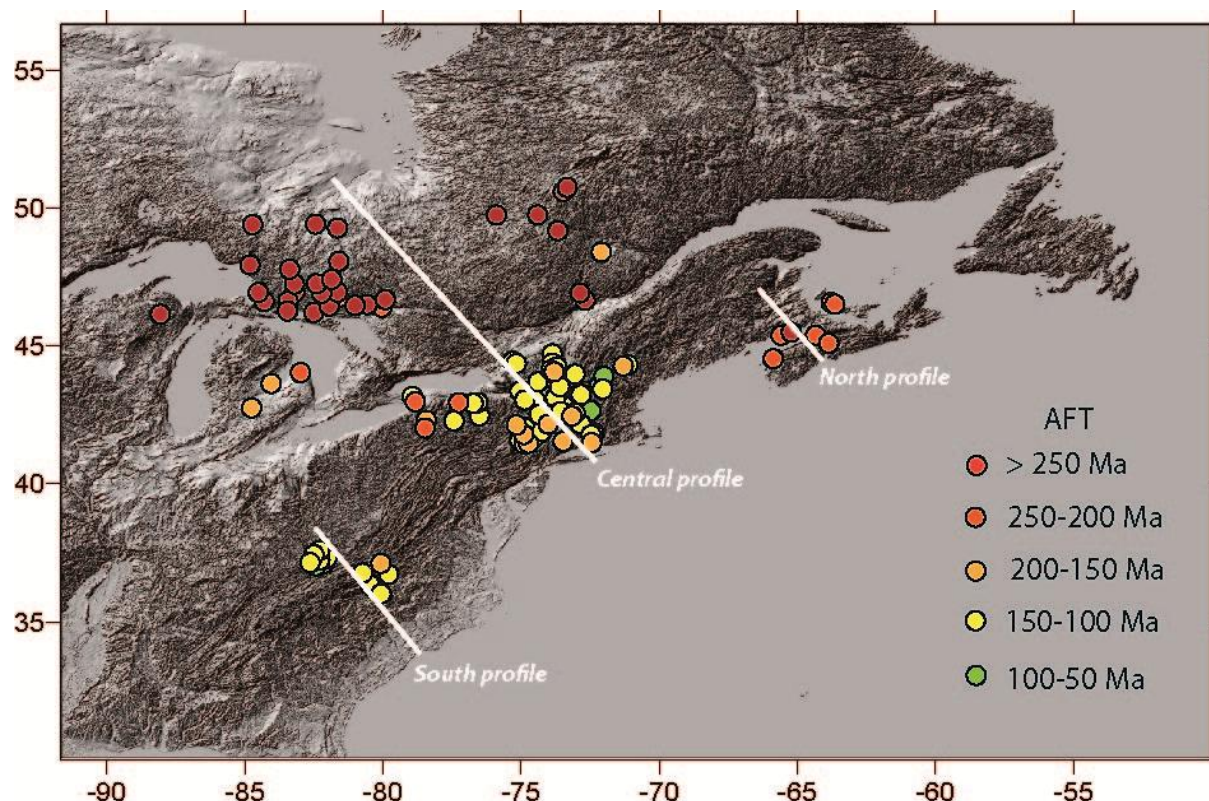 55
50
45
40
35
-90
-85
-80
-75
-70
-65
-60
-55
North profile
Central profile
South profile
AFT
> 250 Ma
250-200 Ma
200-150 Ma
150-100 Ma
100-50 Ma